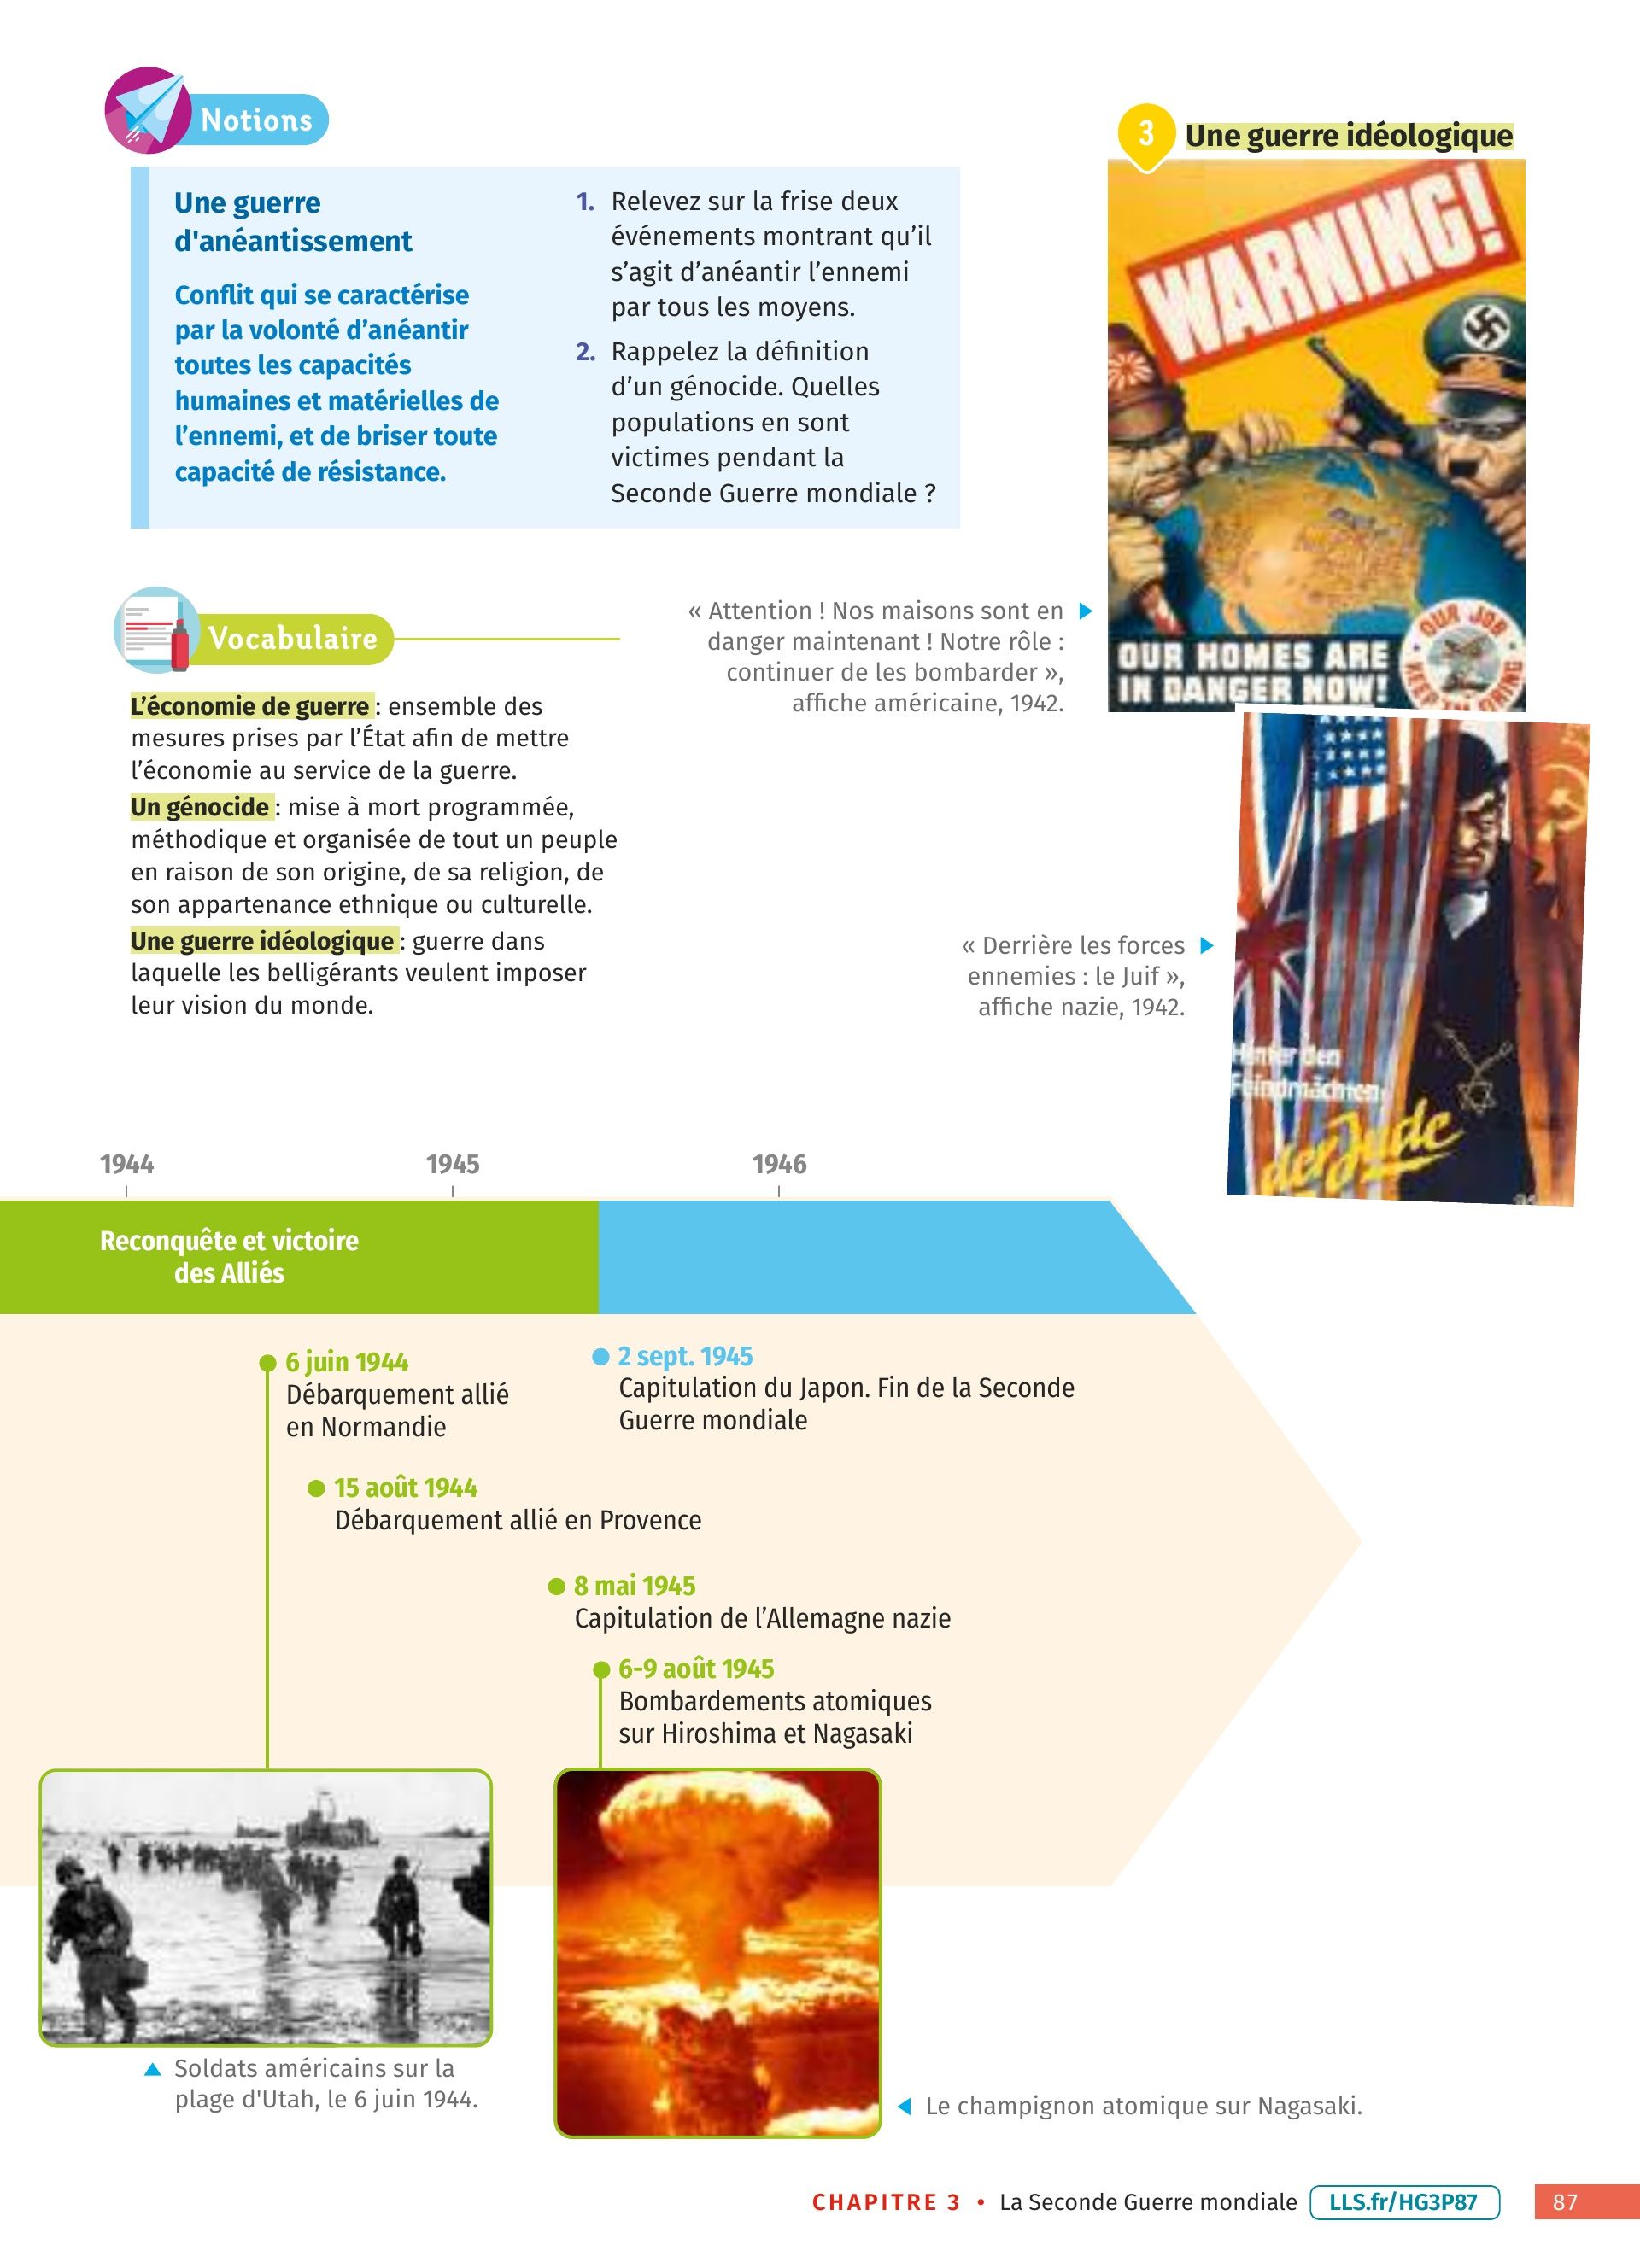 Notions
Une guerre
d'anéantissement
Conflit qui se caractérise
par la volonté d’anéantir
toutes les capacités
humaines et matérielles de
l’ennemi, et de briser toute
capacité de résistance.
1. Relevez sur la frise deux
événements montrant qu’il
s’agit d’anéantir l’ennemi
par tous les moyens.
2. Rappelez la définition
d’un génocide. Quelles
populations en sont
victimes pendant la
Seconde Guerre mondiale ?
3 Une guerre idéologique
WARNING!
OUR HOMES ARE
IN DANGER NOW!
OUR JOB
KEEP 'EM FIRING
« Attention ! Nos maisons sont en
danger maintenant ! Notre rôle :
continuer de les bombarder »,
affiche américaine, 1942.
Vocabulaire
L’économie de guerre : ensemble des
mesures prises par l’État afin de mettre
l’économie au service de la guerre.
Un génocide : mise à mort programmée,
méthodique et organisée de tout un peuple
en raison de son origine, de sa religion, de
son appartenance ethnique ou culturelle.
Une guerre idéologique : guerre dans
laquelle les belligérants veulent imposer
leur vision du monde.
« Derrière les forces
ennemies : le Juif »,
affiche nazie, 1942.
Hinter den
Feindmächten:
der Jude
1944
1945
1946
Reconquête et victoire
des Alliés
6 juin 1944
Débarquement allié
en Normandie
2 sept. 1945
Capitulation du Japon. Fin de la Seconde
Guerre mondiale
15 août 1944
Débarquement allié en Provence
8 mai 1945
Capitulation de l’Allemagne nazie
6-9 août 1945
Bombardements atomiques
sur Hiroshima et Nagasaki
Soldats américains sur la
plage d'Utah, le 6 juin 1944.
Le champignon atomique sur Nagasaki.
CHAPITRE 3 • La Seconde Guerre mondiale LLS.fr/HG3P87 87